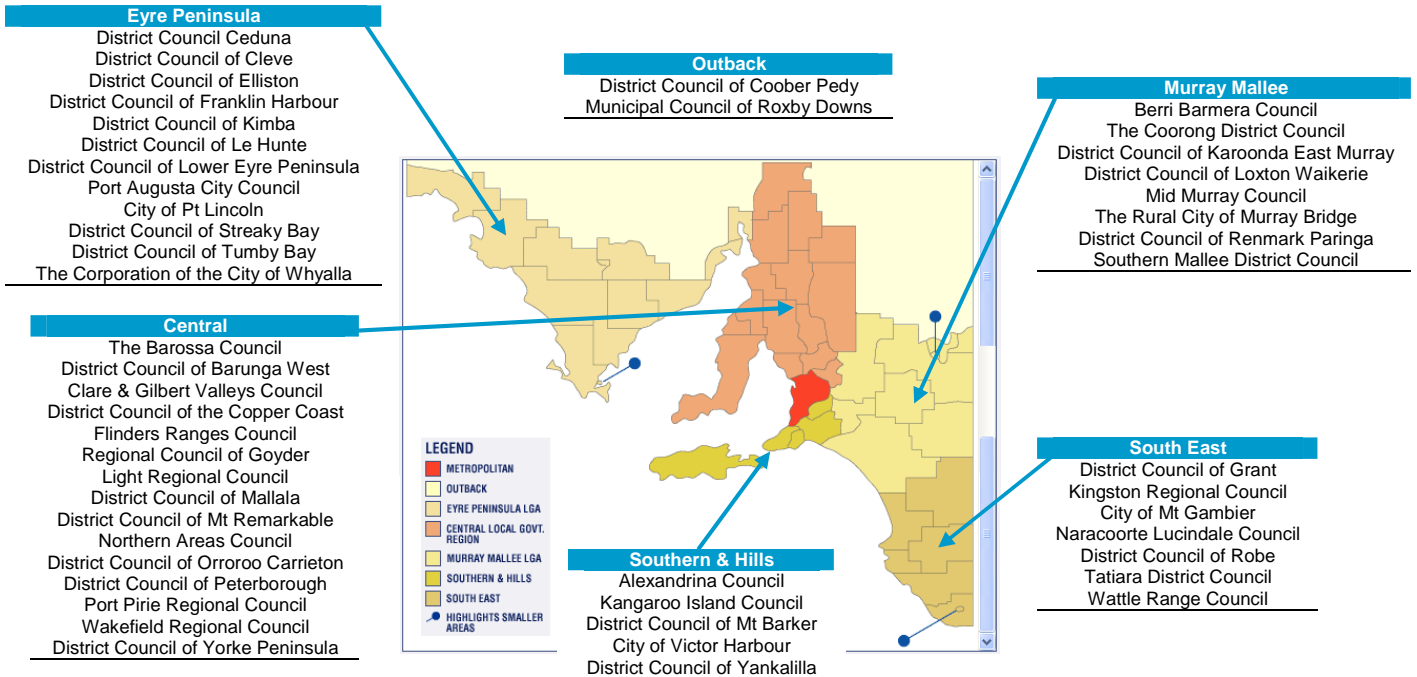 Eyre Peninsula
District Council Ceduna
District Council of Cleve
District Council of Elliston
District Council of Franklin Harbour
District Council of Kimba
District Council of Le Hunte
District Council of Lower Eyre Peninsula
Port Augusta City Council
City of Pt Lincoln
District Council of Streaky Bay
District Council of Tumby Bay
The Corporation of the City of Whyalla
Outback
District Council of Coober Pedy
Municipal Council of Roxby Downs
Murray Mallee
Berri Barmera Council
The Coorong District Council
District Council of Karoonda East Murray
District Council of Loxton Waikerie
Mid Murray Council
The Rural City of Murray Bridge
District Council of Renmark Paringa
Southern Mallee District Council
Central
The Barossa Council
District Council of Barunga West
Clare & Gilbert Valleys Council
District Council of the Copper Coast
Flinders Ranges Council
Regional Council of Goyder
Light Regional Council
District Council of Mallala
District Council of Mt Remarkable
Northern Areas Council
District Council of Orroroo Carrieton
District Council of Peterborough
Port Pirie Regional Council
Wakefield Regional Council
District Council of Yorke Peninsula
LEGEND
METROPOLITAN
OUTBACK
EYRE PENINSULA LGA
CENTRAL LOCAL GOVT.
REGION
MURRAY MALLEE LGA
SOUTHERN & HILLS
SOUTH EAST
HIGHLIGHTS SMALLER
AREAS
Southern & Hills
Alexandrina Council
Kangaroo Island Council
District Council of Mt Barker
City of Victor Harbour
District Council of Yankalilla
South East
District Council of Grant
Kingston Regional Council
City of Mt Gambier
Naracoorte Lucindale Council
District Council of Robe
Tatiara District Council
Wattle Range Council